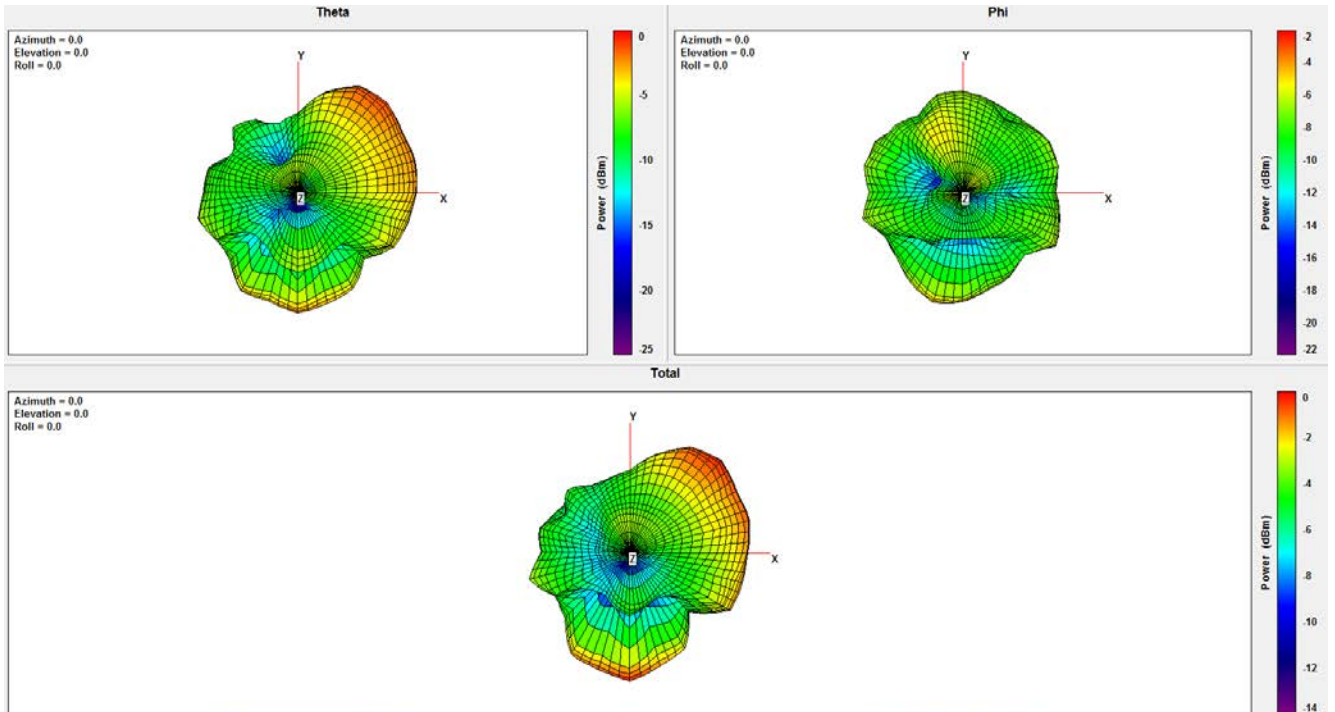 Theta
Azimuth = 0.0
Elevation = 0.0
Roll = 0.0
Y
X
Z
0
-5
-10
-15
-20
-25
Power (dBm)
Phi
Azimuth = 0.0
Elevation = 0.0
Roll = 0.0
Y
X
Z
-2
-4
-6
-8
-10
-12
-14
-16
-18
-20
-22
Power (dBm)
Total
Azimuth = 0.0
Elevation = 0.0
Roll = 0.0
Y
X
Z
0
-2
-4
-6
-8
-10
-12
-14
Power (dBm)